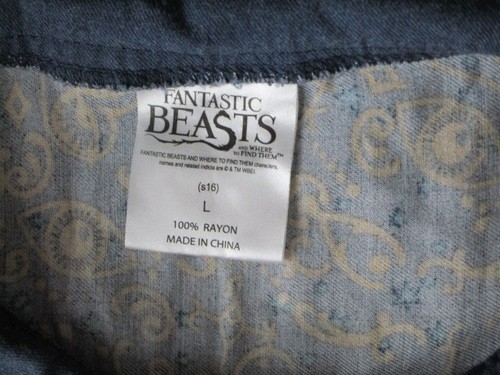 FANTASTIC
BEASTS
AND WHERE
TO FIND THEM™
FANTASTIC BEASTS AND WHERE TO FIND THEM characters,
names and related indicia are © & TM WBEI.
(s16)
L
100% RAYON
MADE IN CHINA